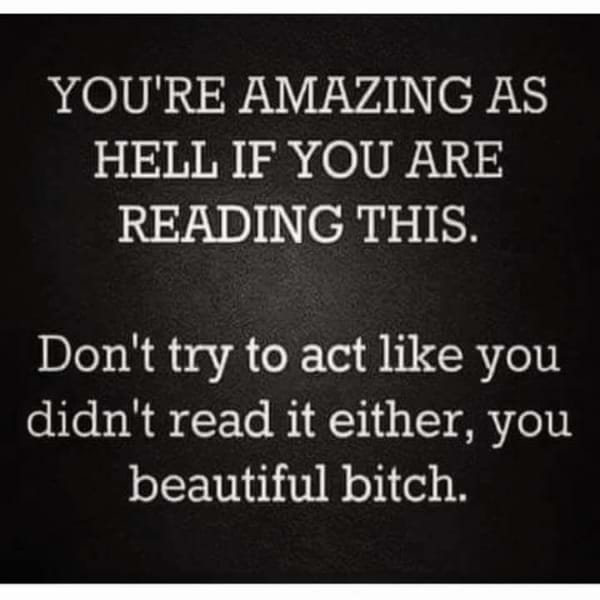 YOU'RE AMAZING AS
HELL IF YOU ARE
READING THIS.
Don't try to act like you
didn't read it either, you
beautiful bitch.